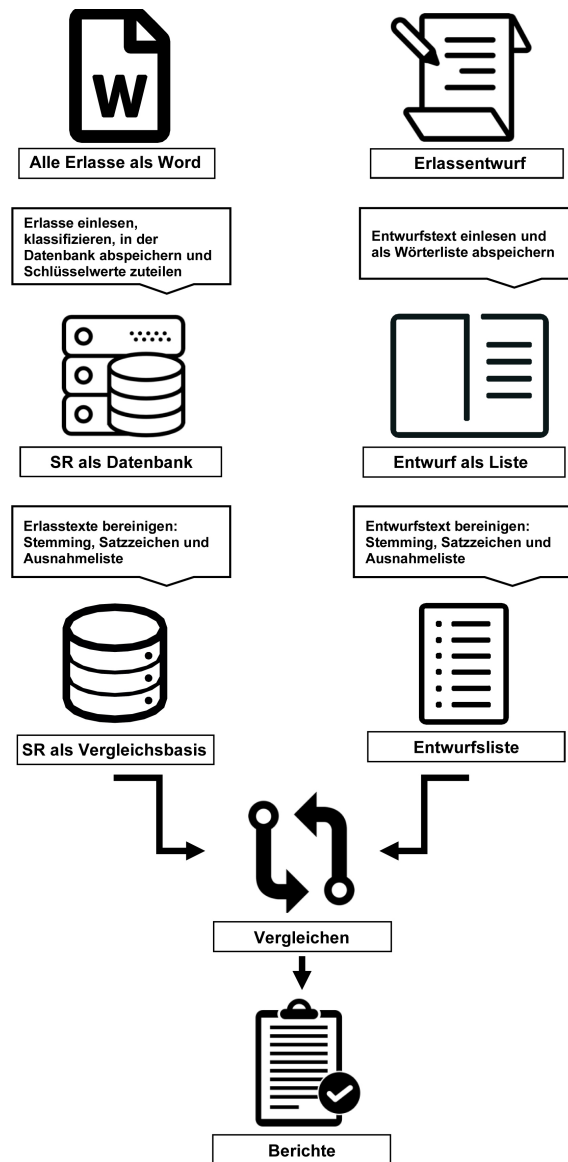 W
Alle Erlasse als Word
Erlassentwurf
Erlasse einlesen,
klassifizieren, in der
Datenbank abspeichern und
Schlüsselwerte zuteilen
Entwurfstext einlesen und
als Wörterliste abspeichern
SR als Datenbank
Entwurf als Liste
Erlasstexte bereinigen:
Stemming, Satzzeichen und
Ausnahmeliste
Entwurfstext bereinigen:
Stemming, Satzzeichen und
Ausnahmeliste
SR als Vergleichsbasis
Entwurfsliste
Vergleichen
Berichte